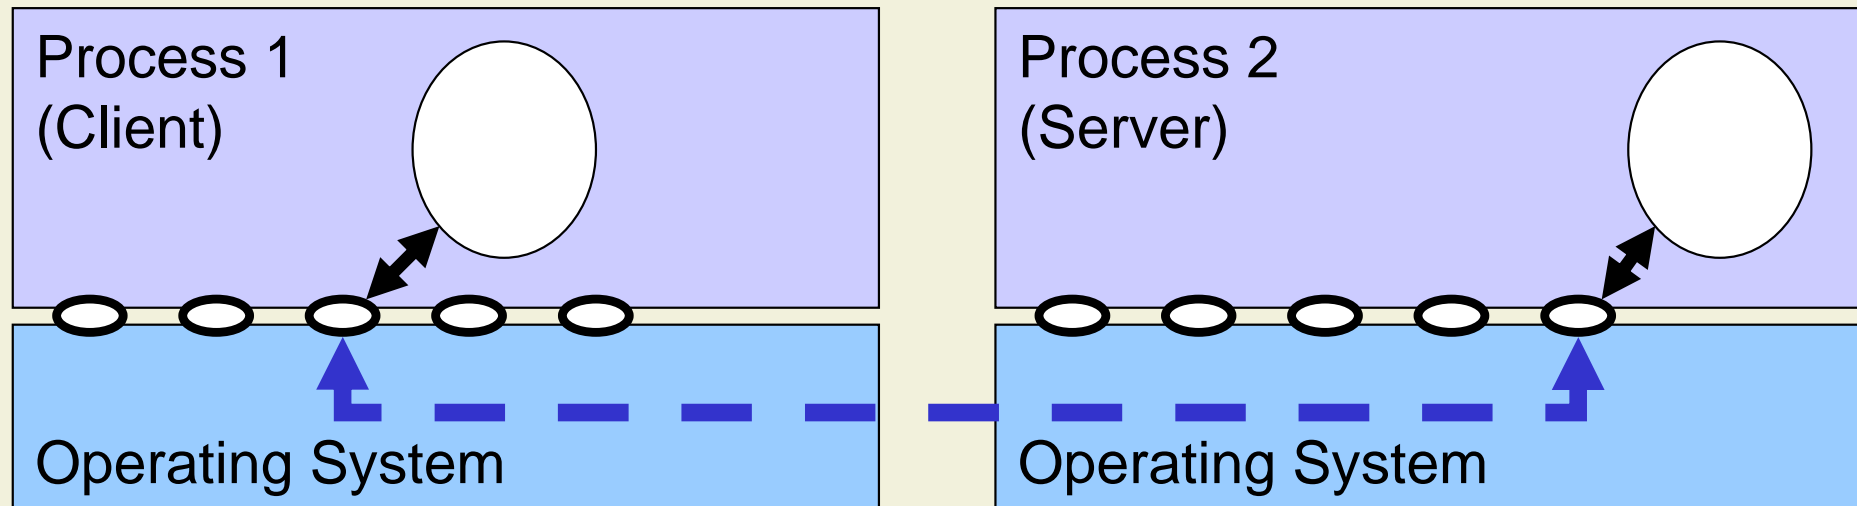 Process 1
(Client)
Process 2
(Server)
Operating System
Operating System